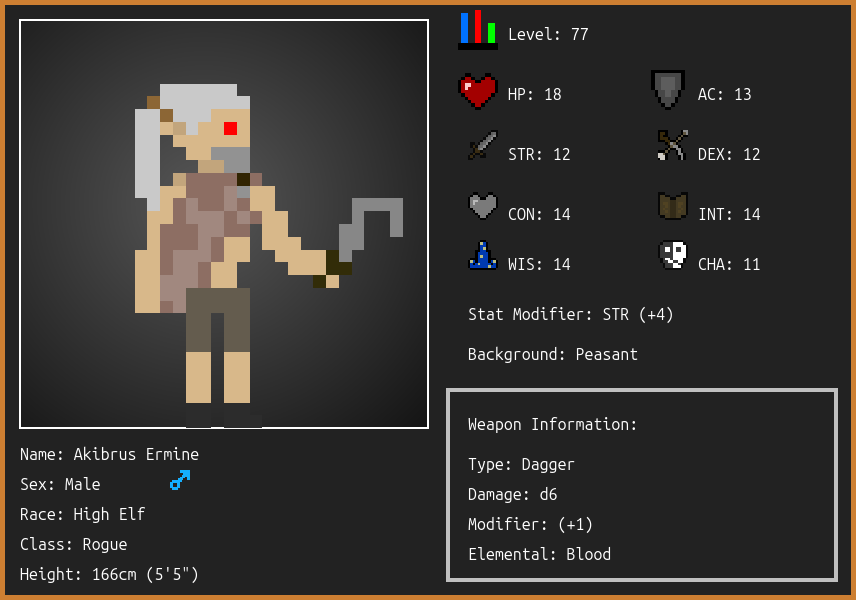 Level: 77
HP: 18
AC: 13
STR: 12
DEX: 12
CON: 14
INT: 14
WIS: 14
CHA: 11
Stat Modifier: STR (+4)
Background: Peasant
Weapon Information:
Type: Dagger
Damage: d6
Modifier: (+1)
Elemental: Blood
Name: Akibrus Ermine
Sex: Male
Race: High Elf
Class: Rogue
Height: 166cm (5'5")